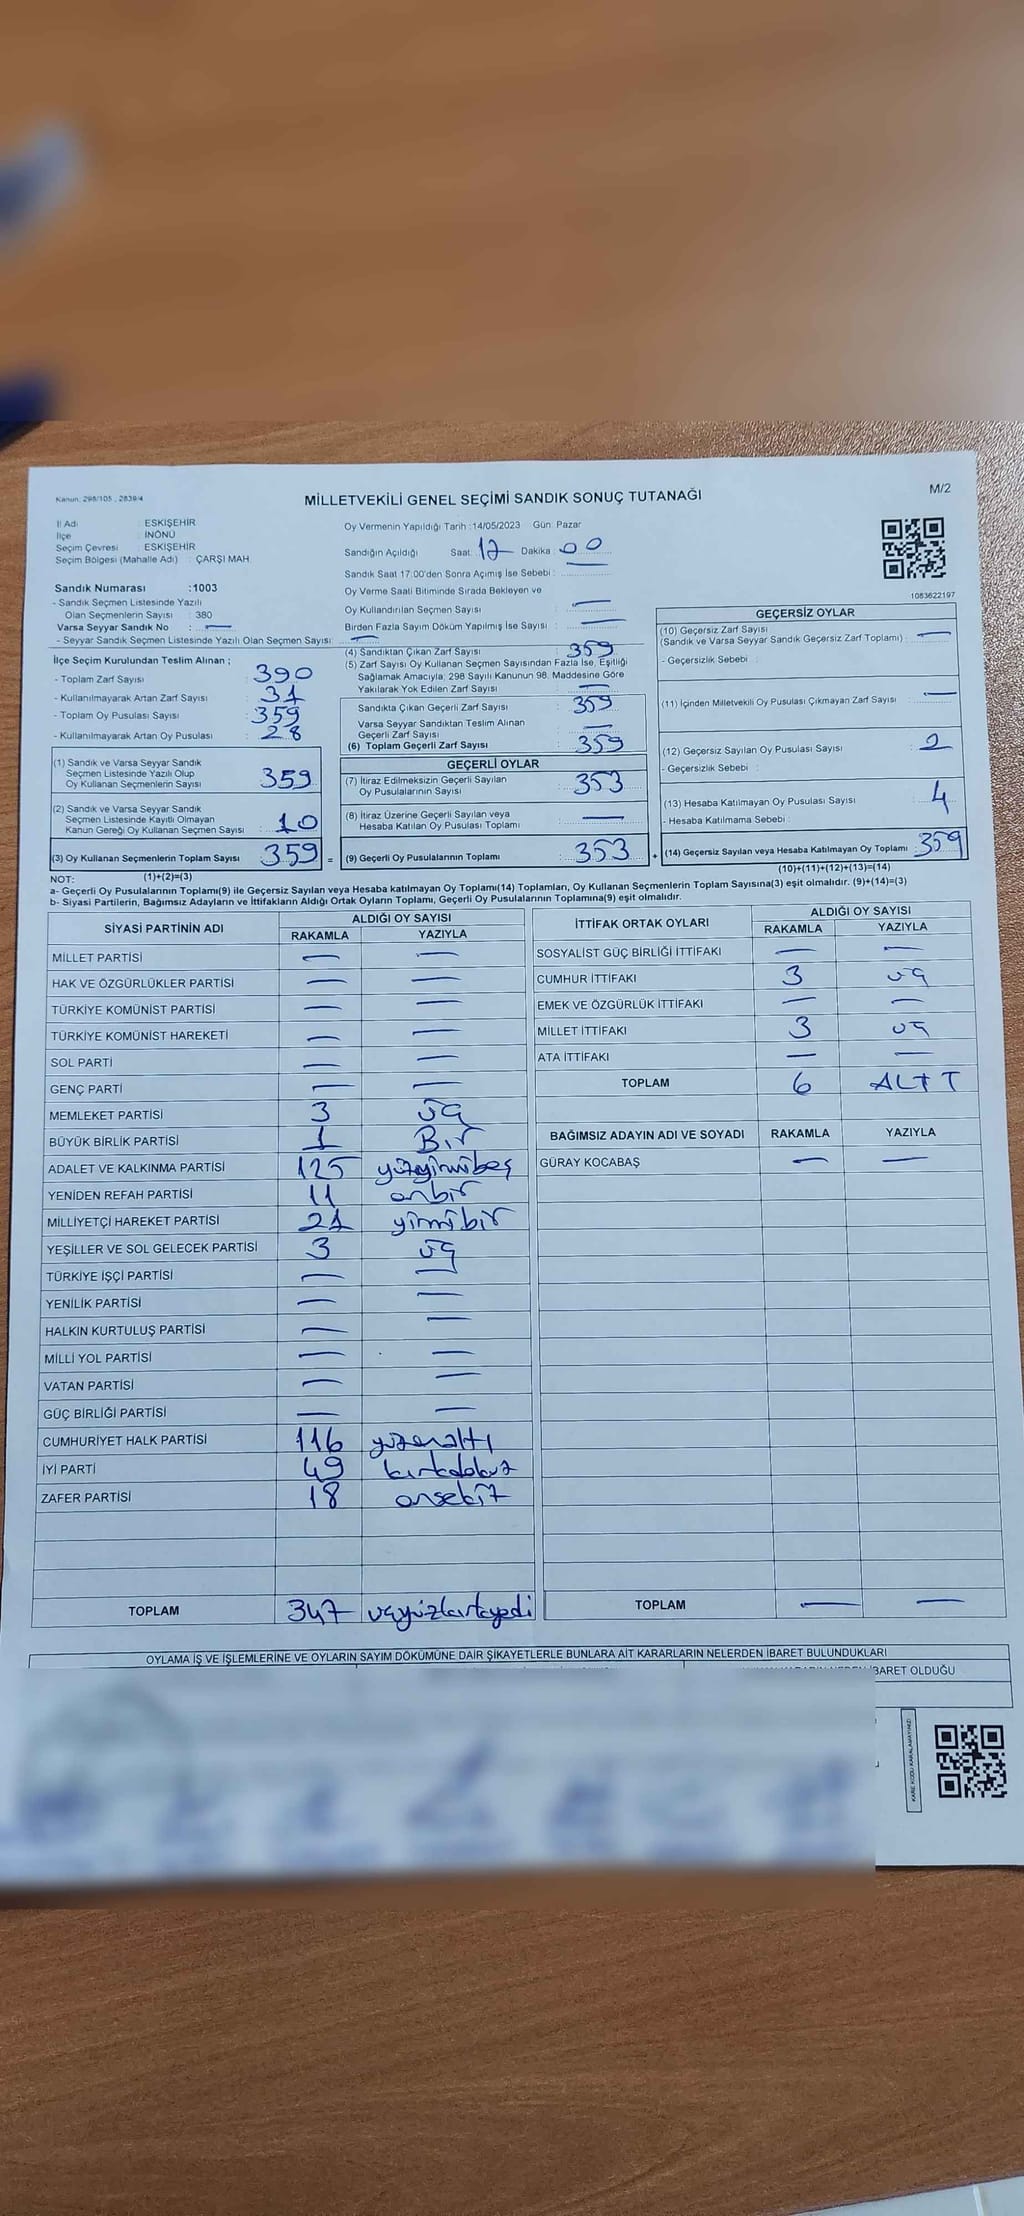 Kanun: 298/105 , 2839/4
MİLLETVEKİLİ GENEL SEÇİMİ SANDIK SONUÇ TUTANAĞI
M/2
İl Adı : ESKİŞEHİR
İlçe : İNÖNÜ
Seçim Çevresi : ESKİŞEHİR
Seçim Bölgesi (Mahalle Adı) : ÇARŞI MAH.
Sandık Numarası :1003
- Sandık Seçmen Listesinde Yazılı
Olan Seçmenlerin Sayısı : 380
Varsa Seyyar Sandık No : —
- Seyyar Sandık Seçmen Listesinde Yazılı Olan Seçmen Sayısı: —
Oy Vermenin Yapıldığı Tarih :14/05/2023 Gün: Pazar
Sandığın Açıldığı Saat: 17 Dakika : 00
Sandık Saat 17:00'den Sonra Açılmış İse Sebebi : —
Oy Verme Saati Bitiminde Sırada Bekleyen ve
Oy Kullandırılan Seçmen Sayısı : —
Birden Fazla Sayım Döküm Yapılmış İse Sayısı : —
1083622197
İlçe Seçim Kurulundan Teslim Alınan ;
- Toplam Zarf Sayısı : 390
- Kullanılmayarak Artan Zarf Sayısı : 31
- Toplam Oy Pusulası Sayısı : 359
- Kullanılmayarak Artan Oy Pusulası : 28
(4) Sandıktan Çıkan Zarf Sayısı : 359
(5) Zarf Sayısı Oy Kullanan Seçmen Sayısından Fazla İse, Eşitliği
Sağlamak Amacıyla; 298 Sayılı Kanunun 98. Maddesine Göre
Yakılarak Yok Edilen Zarf Sayısı : —
Sandıkta Çıkan Geçerli Zarf Sayısı : 359
Varsa Seyyar Sandıktan Teslim Alınan
Geçerli Zarf Sayısı : —
(6) Toplam Geçerli Zarf Sayısı : 359
GEÇERSİZ OYLAR
(10) Geçersiz Zarf Sayısı
(Sandık ve Varsa Seyyar Sandık Geçersiz Zarf Toplamı) : —
- Geçersizlik Sebebi :
(11) İçinden Milletvekili Oy Pusulası Çıkmayan Zarf Sayısı : —
(12) Geçersiz Sayılan Oy Pusulası Sayısı : 2
- Geçersizlik Sebebi :
(13) Hesaba Katılmayan Oy Pusulası Sayısı : 4
- Hesaba Katılmama Sebebi :
(14) Geçersiz Sayılan veya Hesaba Katılmayan Oy Toplamı : 359
(10)+(11)+(12)+(13)=(14)
(1) Sandık ve Varsa Seyyar Sandık
Seçmen Listesinde Yazılı Olup
Oy Kullanan Seçmenlerin Sayısı : 359
(2) Sandık ve Varsa Seyyar Sandık
Seçmen Listesinde Kayıtlı Olmayan
Kanun Gereği Oy Kullanan Seçmen Sayısı : 10
(3) Oy Kullanan Seçmenlerin Toplam Sayısı : 359 =
(1)+(2)=(3)
GEÇERLİ OYLAR
(7) İtiraz Edilmeksizin Geçerli Sayılan
Oy Pusulalarının Sayısı : 353
(8) İtiraz Üzerine Geçerli Sayılan veya
Hesaba Katılan Oy Pusulası Toplamı : —
(9) Geçerli Oy Pusulalarının Toplamı : 353 +
NOT:
a- Geçerli Oy Pusulalarının Toplamı(9) ile Geçersiz Sayılan veya Hesaba katılmayan Oy Toplamı(14) Toplamları, Oy Kullanan Seçmenlerin Toplam Sayısına(3) eşit olmalıdır. (9)+(14)=(3)
b- Siyasi Partilerin, Bağımsız Adayların ve İttifakların Aldığı Ortak Oyların Toplamı, Geçerli Oy Pusulalarının Toplamına(9) eşit olmalıdır.
SİYASİ PARTİNİN ADI ALDIĞI OY SAYISI
RAKAMLA YAZIYLA
MİLLET PARTİSİ — —
HAK VE ÖZGÜRLÜKLER PARTİSİ — —
TÜRKİYE KOMÜNİST PARTİSİ — —
TÜRKİYE KOMÜNİST HAREKETİ — —
SOL PARTİ — —
GENÇ PARTİ — —
MEMLEKET PARTİSİ 3 üç
BÜYÜK BİRLİK PARTİSİ 1 Bir
ADALET VE KALKINMA PARTİSİ 125 yüzyirmibeş
YENİDEN REFAH PARTİSİ 11 onbir
MİLLİYETÇİ HAREKET PARTİSİ 21 yirmibir
YEŞİLLER VE SOL GELECEK PARTİSİ 3 üç
TÜRKİYE İŞÇİ PARTİSİ — —
YENİLİK PARTİSİ — —
HALKIN KURTULUŞ PARTİSİ — —
MİLLİ YOL PARTİSİ — —
VATAN PARTİSİ — —
GÜÇ BİRLİĞİ PARTİSİ — —
CUMHURİYET HALK PARTİSİ 116 yüzonaltı
İYİ PARTİ 49 kırkdokuz
ZAFER PARTİSİ 18 onsekiz
TOPLAM 347 üçyüzkırkyedi
İTTİFAK ORTAK OYLARI ALDIĞI OY SAYISI
RAKAMLA YAZIYLA
SOSYALİST GÜÇ BİRLİĞİ İTTİFAKI — —
CUMHUR İTTİFAKI 3 üç
EMEK VE ÖZGÜRLÜK İTTİFAKI — —
MİLLET İTTİFAKI 3 üç
ATA İTTİFAKI — —
TOPLAM 6 ALTI
BAĞIMSIZ ADAYIN ADI VE SOYADI RAKAMLA YAZIYLA
GÜRAY KOCABAŞ — —
TOPLAM — —
OYLAMA İŞ VE İŞLEMLERİNE VE OYLARIN SAYIM DÖKÜMÜNE DAİR ŞİKAYETLERLE BUNLARA AİT KARARLARIN NELERDEN İBARET BULUNDUKLARI
İBARET OLDUĞU
KARE KODU KARALAMAYINIZ!